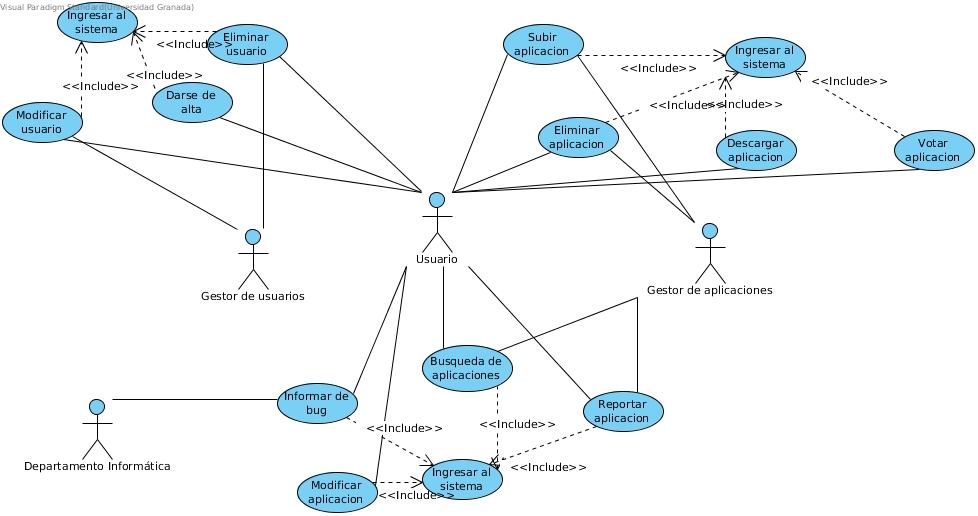 Visual Paradigm Standard(Universidad Granada)
Ingresar al
sistema
<<Include>>
Eliminar
usuario
<<Include>>
<<Include>>
Darse de
alta
Modificar
usuario
Subir
aplicacion
Ingresar al
sistema
<<Include>>
<<Include>>
<<Include>>
<<Include>>
Eliminar
aplicacion
Descargar
aplicacion
Votar
aplicacion
Usuario
Gestor de usuarios
Gestor de aplicaciones
Busqueda de
aplicaciones
Informar de
bug
Reportar
aplicacion
<<Include>>
<<Include>>
Departamento Informática
Ingresar al
sistema
<<Include>>
Modificar
aplicacion
<<Include>>